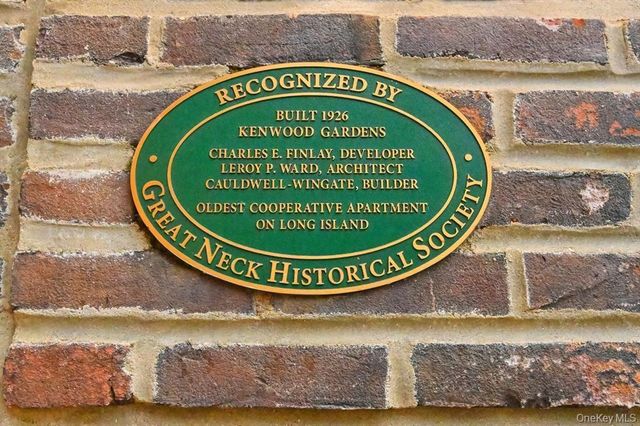 RECOGNIZED BY
BUILT 1926
KENWOOD GARDENS
CHARLES E. FINLAY, DEVELOPER
LEROY P. WARD, ARCHITECT
CAULDWELL-WINGATE, BUILDER
OLDEST COOPERATIVE APARTMENT
ON LONG ISLAND
GREAT NECK HISTORICAL SOCIETY
© OneKey MLS